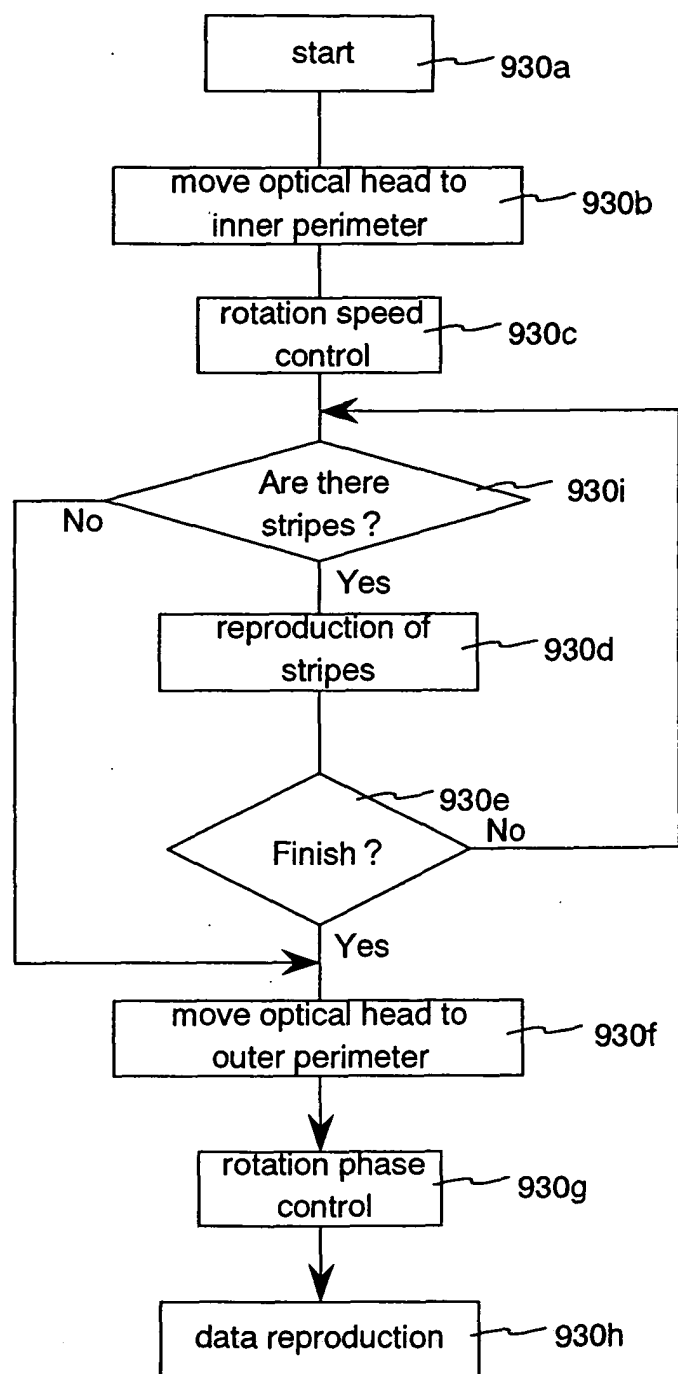 start
930a
move optical head to
inner perimeter
930b
rotation speed
control
930c
Are there
stripes ?
930i
No
Yes
reproduction of
stripes
930d
930e
Finish ?
No
Yes
move optical head to
outer perimeter
930f
rotation phase
control
930g
data reproduction
930h